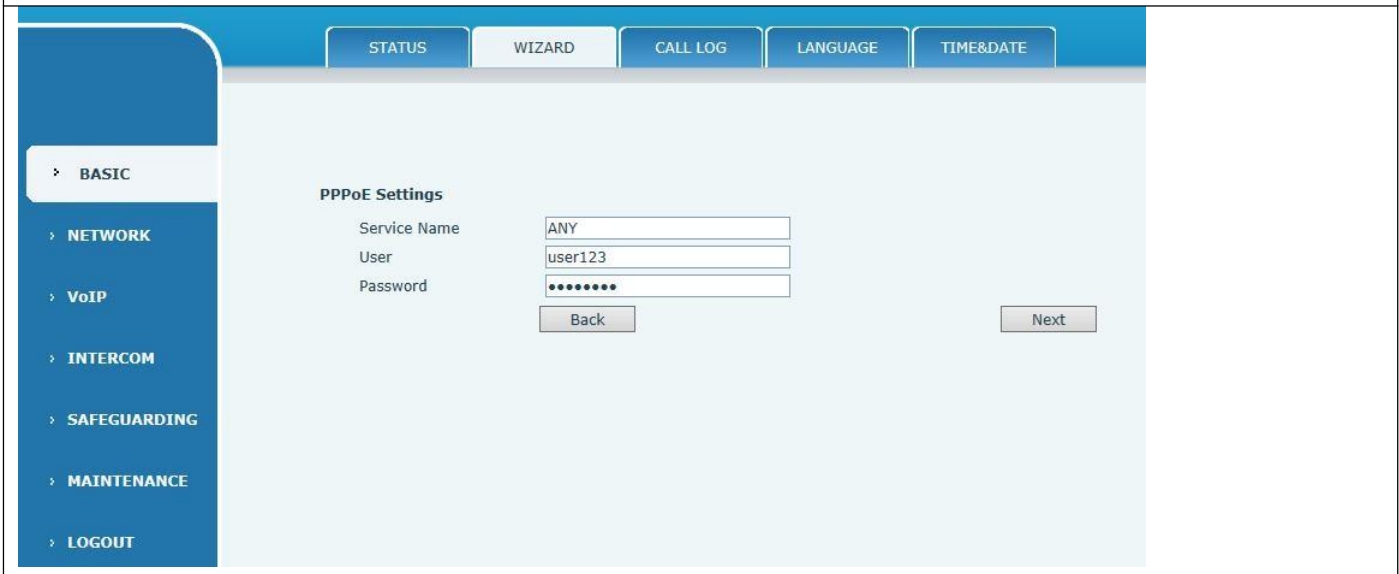 STATUS WIZARD CALL LOG LANGUAGE TIME&DATE
BASIC
NETWORK
VoIP
INTERCOM
SAFEGUARDING
MAINTENANCE
LOGOUT
PPPoE Settings
Service Name ANY
User user123
Password ••••••••
Back Next